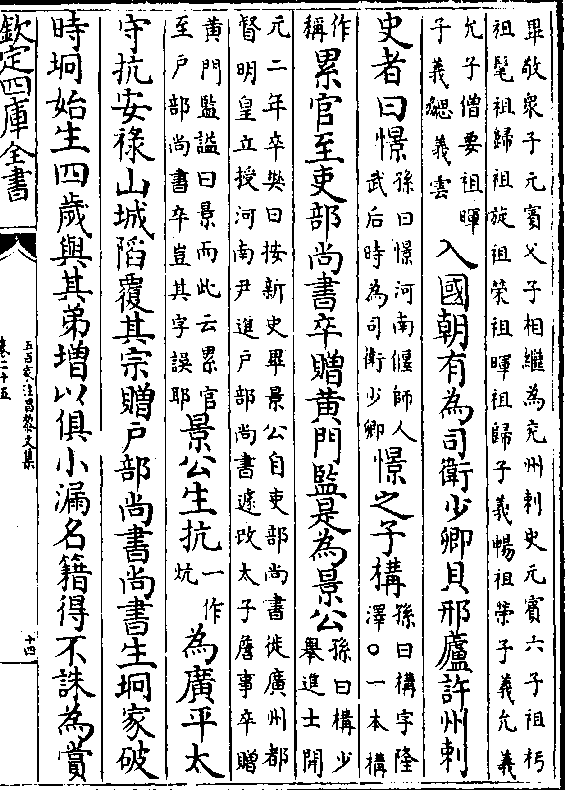 畢敬衆子元賓父子相繼為兖州刺史元賓六子祖朽
祖髦祖歸祖旋祖榮祖暉祖歸子義暢祖榮子義允義
允子僧要祖暉
子義勰義雲
入國朝有為司衛少卿貝邢廬許州刺
史者曰憬
孫曰憬河南偃師人
武后時為司衛少卿
憬之子構
孫曰構字隆
澤○一本構
作
稱
累官至吏部尚書卒贈黄門監是為景公
孫曰構少
舉進士開
元二年卒樊曰按新史畢景公自吏部尚書徙廣州都
督明皇立授河南尹進户部尚書遽改太子詹事卒贈
黄門監謚曰景而此云累官
至户部尚書卒豈其字誤耶
景公生抗
一作
炕
為廣平太
守抗安禄山城陷覆其宗贈户部尚書尚書生坰家破
時坰始生四歲與其弟增以俱小漏名籍得不誅為賞
欽定四庫全書
五百家注昌黎文集
卷二十五
十四